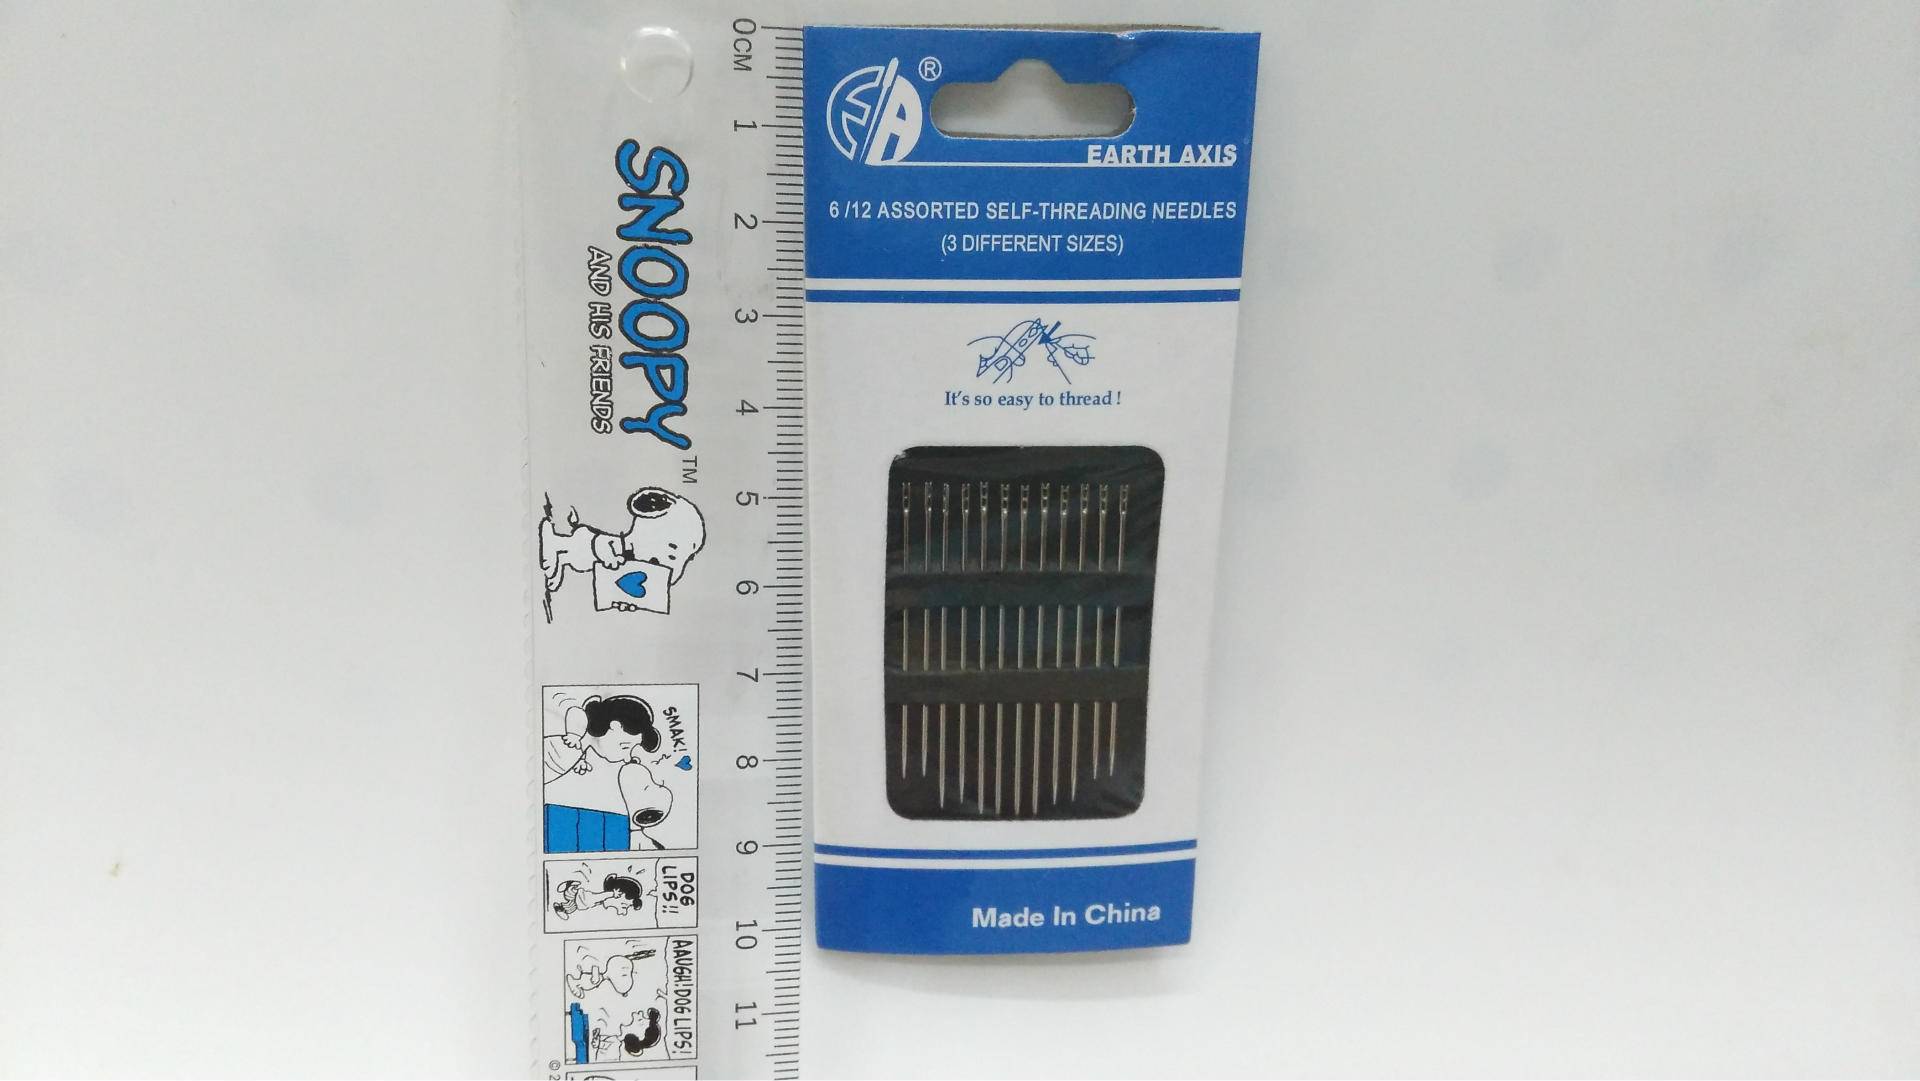 0CM
1
2
3
4
5
6
7
8
9
10
11
SNOOPY
AND HIS FRIENDS
TM
SMAK!
DOG
LIPS!!
AAUGH! DOG LIPS!
EA®
EARTH AXIS
6 /12 ASSORTED SELF-THREADING NEEDLES
(3 DIFFERENT SIZES)
It's so easy to thread !
Made In China